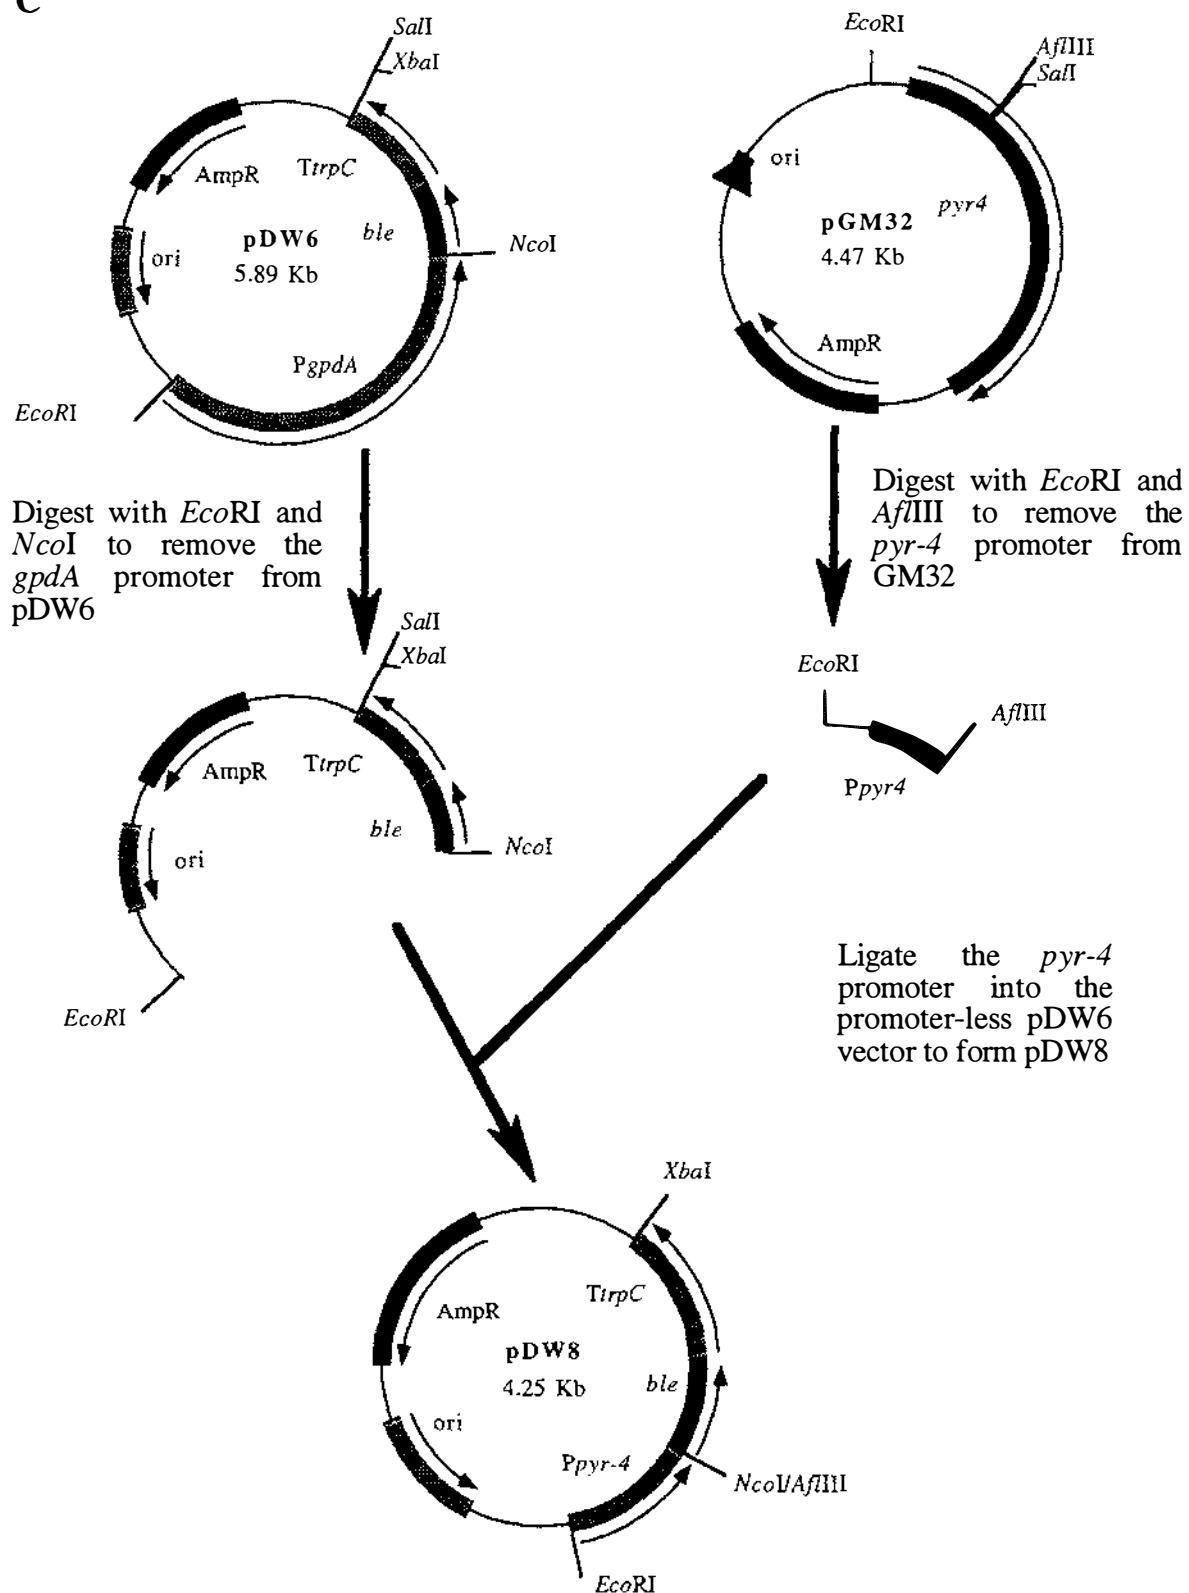 C
SalI
XbaI
AmpR
TtrpC
ble
pDW6
5.89 Kb
NcoI
ori
PgpdA
EcoRI
EcoRI
AflIII
SalI
ori
pyr4
pGM32
4.47 Kb
AmpR
Digest with EcoRI and
NcoI to remove the
gpdA promoter from
pDW6
Digest with EcoRI and
AflIII to remove the
pyr-4 promoter from
GM32
SalI
XbaI
AmpR
TtrpC
ble
NcoI
ori
EcoRI
EcoRI
AflIII
Ppyr4
Ligate the pyr-4
promoter into the
promoter-less pDW6
vector to form pDW8
XbaI
TtrpC
AmpR
pDW8
4.25 Kb
ble
ori
Ppyr-4
NcoI/AflIII
EcoRI